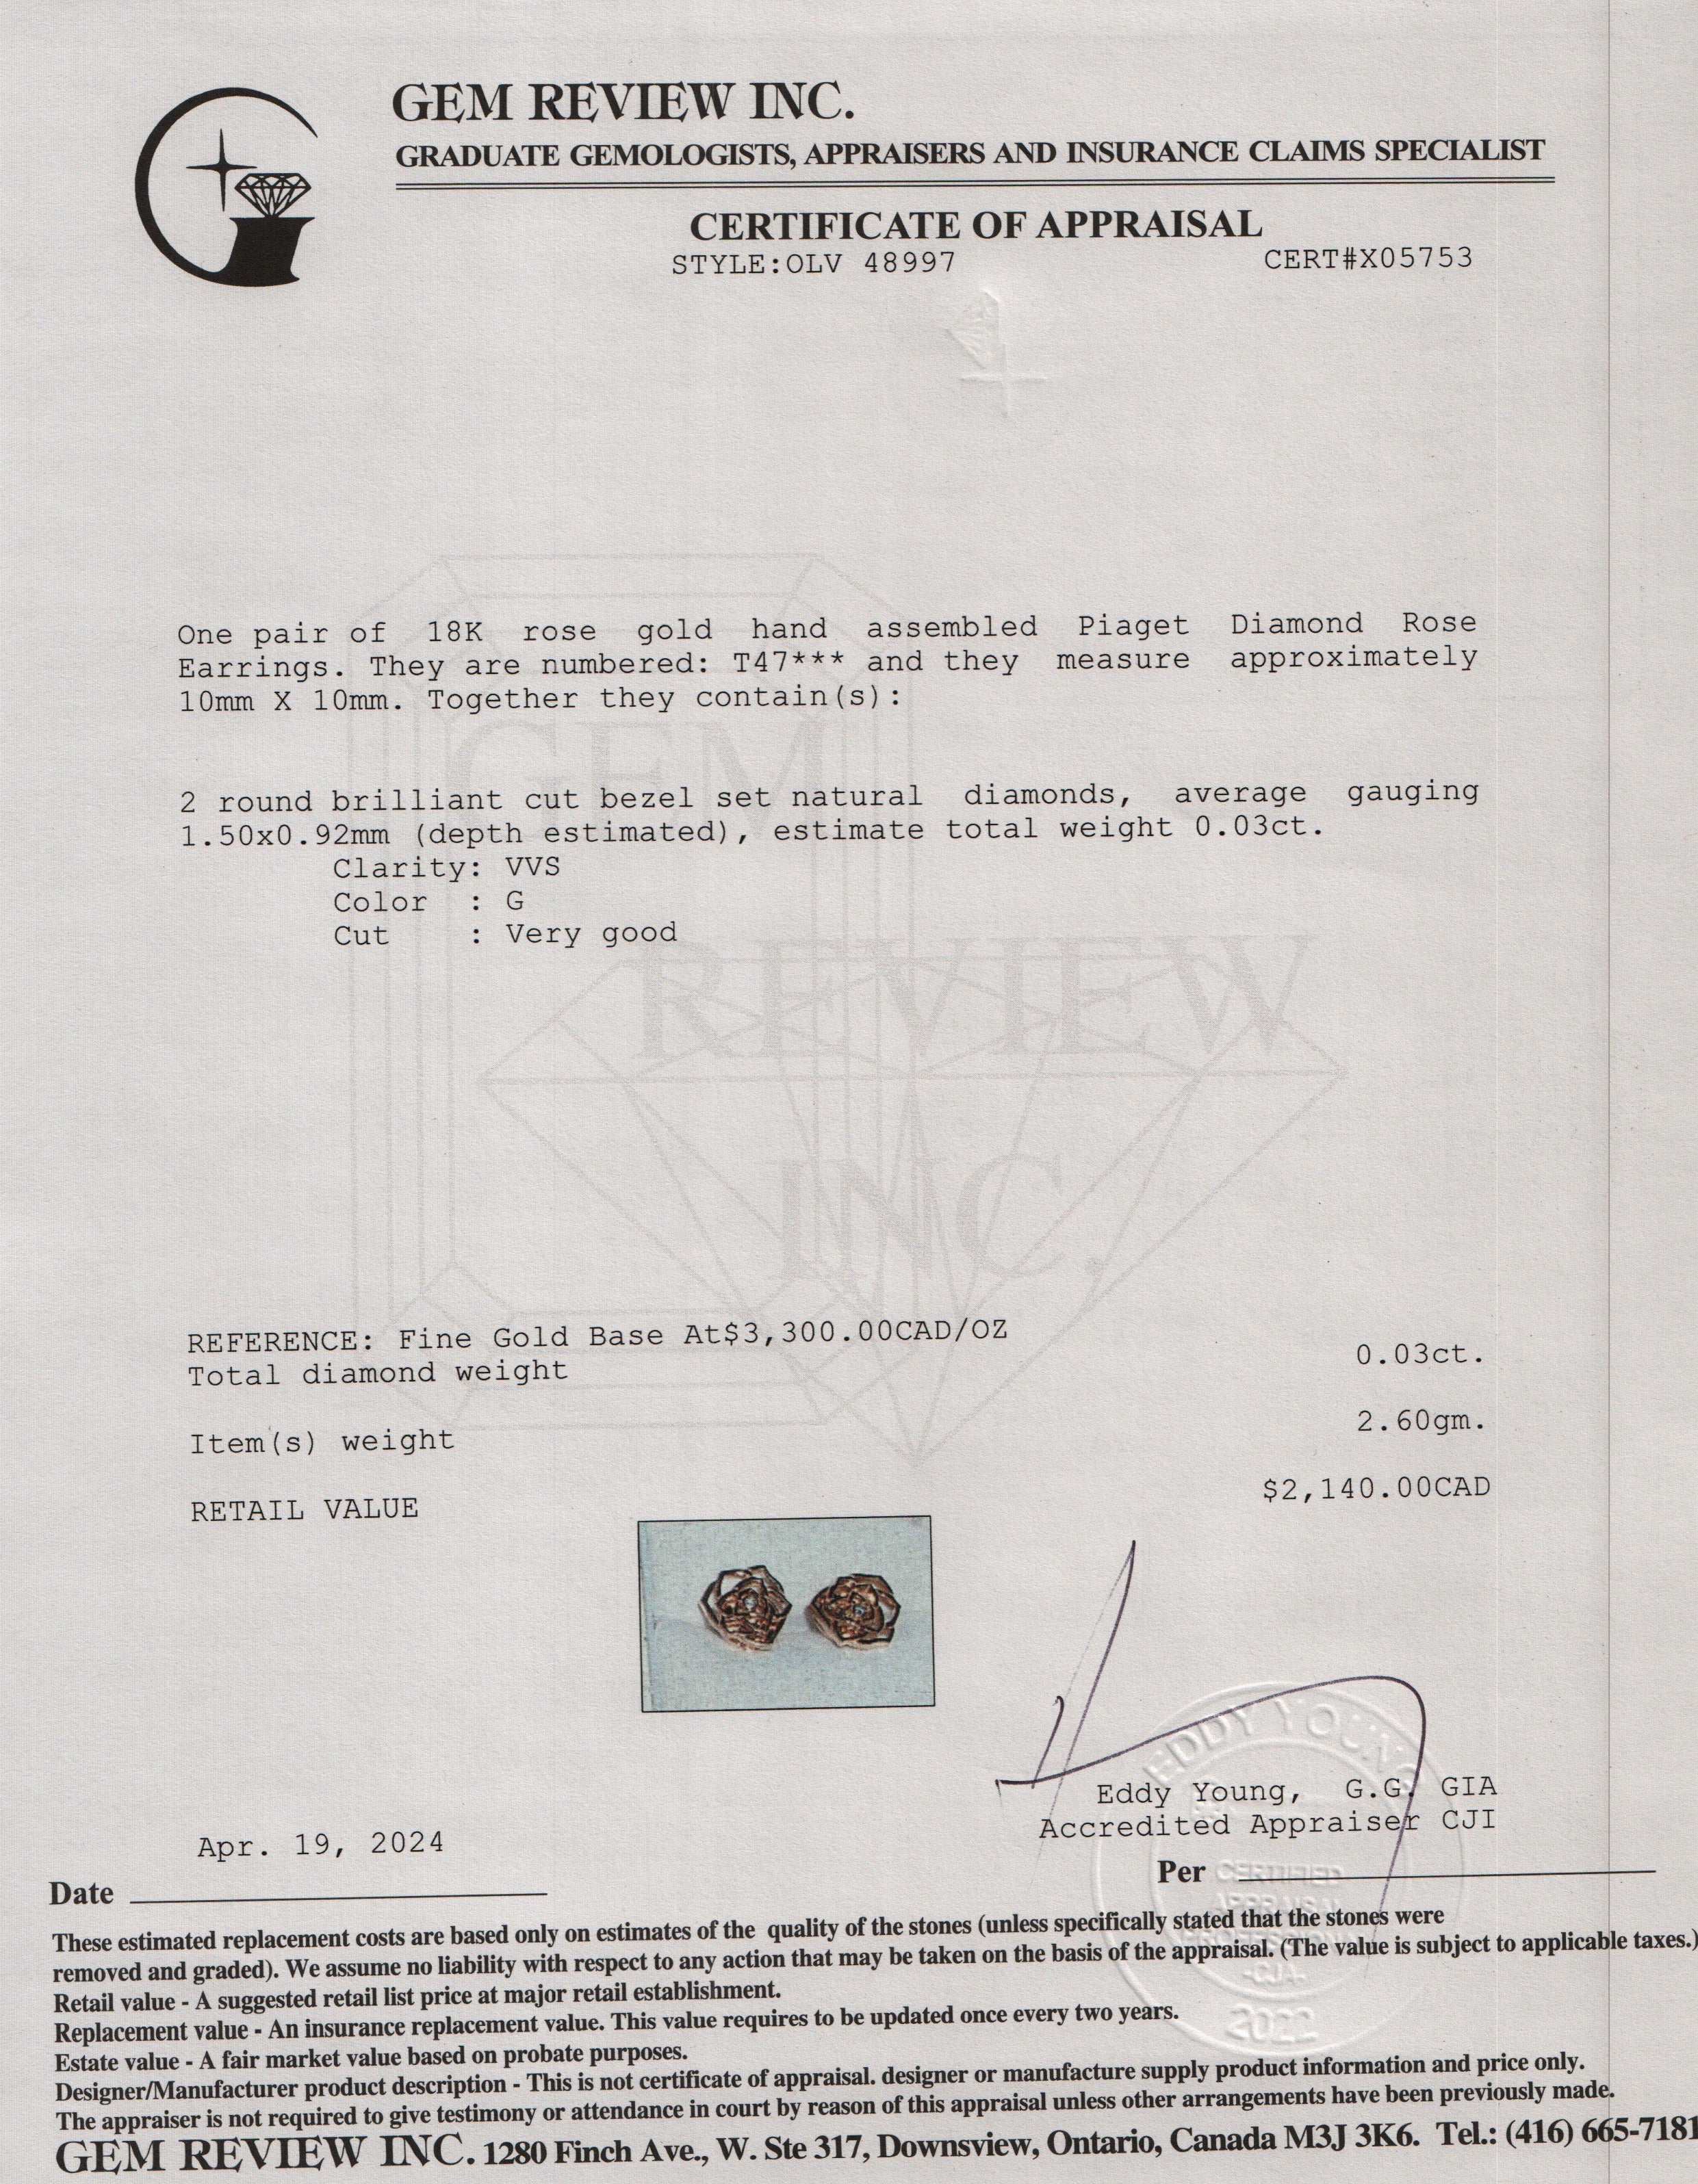 GEM REVIEW INC.
GRADUATE GEMOLOGISTS, APPRAISERS AND INSURANCE CLAIMS SPECIALIST
CERTIFICATE OF APPRAISAL
STYLE:OLV 48997
CERT#X05753
One pair of 18K rose gold hand assembled Piaget Diamond Rose
Earrings. They are numbered: T47*** and they measure approximately
10mm X 10mm. Together they contain(s):
GEM
2 round brilliant cut bezel set natural diamonds, average gauging
1.50x0.92mm (depth estimated), estimate total weight 0.03ct.
Clarity: VVS
Color : G
Cut : Very good
REVIEW
INC.
REFERENCE: Fine Gold Base At$3,300.00CAD/OZ
Total diamond weight 0.03ct.
Item(s) weight 2.60gm.
RETAIL VALUE $2,140.00CAD
EDDY YOUNG
Eddy Young, G.G. GIA
Accredited Appraiser CJI
Apr. 19, 2024
Date
Per
CERTIFIED
APPRAISAL
PROFESSIONAL
-CJA-
2022
These estimated replacement costs are based only on estimates of the quality of the stones (unless specifically stated that the stones were
removed and graded). We assume no liability with respect to any action that may be taken on the basis of the appraisal. (The value is subject to applicable taxes.)
Retail value - A suggested retail list price at major retail establishment.
Replacement value - An insurance replacement value. This value requires to be updated once every two years.
Estate value - A fair market value based on probate purposes.
Designer/Manufacturer product description - This is not certificate of appraisal. designer or manufacture supply product information and price only.
The appraiser is not required to give testimony or attendance in court by reason of this appraisal unless other arrangements have been previously made.
GEM REVIEW INC. 1280 Finch Ave., W. Ste 317, Downsview, Ontario, Canada M3J 3K6. Tel.: (416) 665-7181